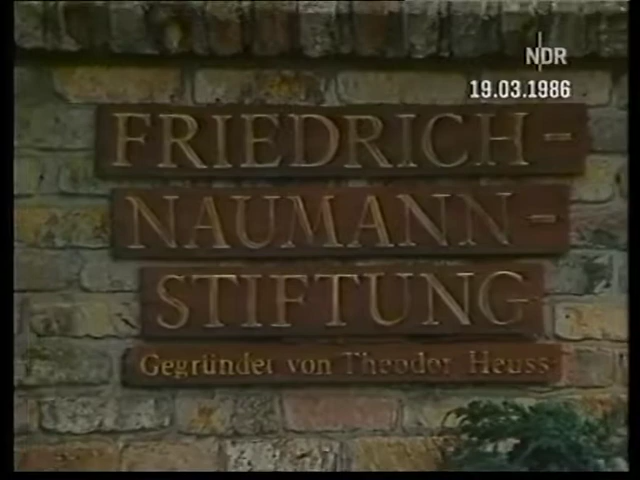 NDR
19.03.1986
FRIEDRICH-
NAUMANN-
STIFTUNG
Gegründet von Theodor Heuss